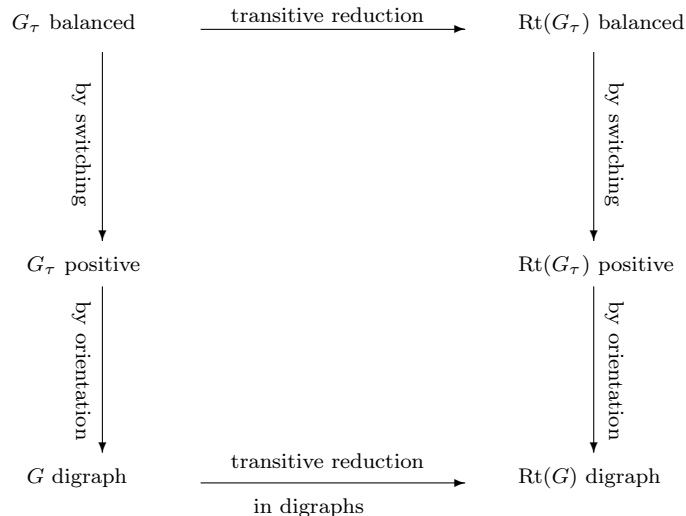 G_τ balanced
transitive reduction
Rt(G_τ) balanced
by switching
by switching
G_τ positive
Rt(G_τ) positive
by orientation
by orientation
G digraph
transitive reduction
in digraphs
Rt(G) digraph